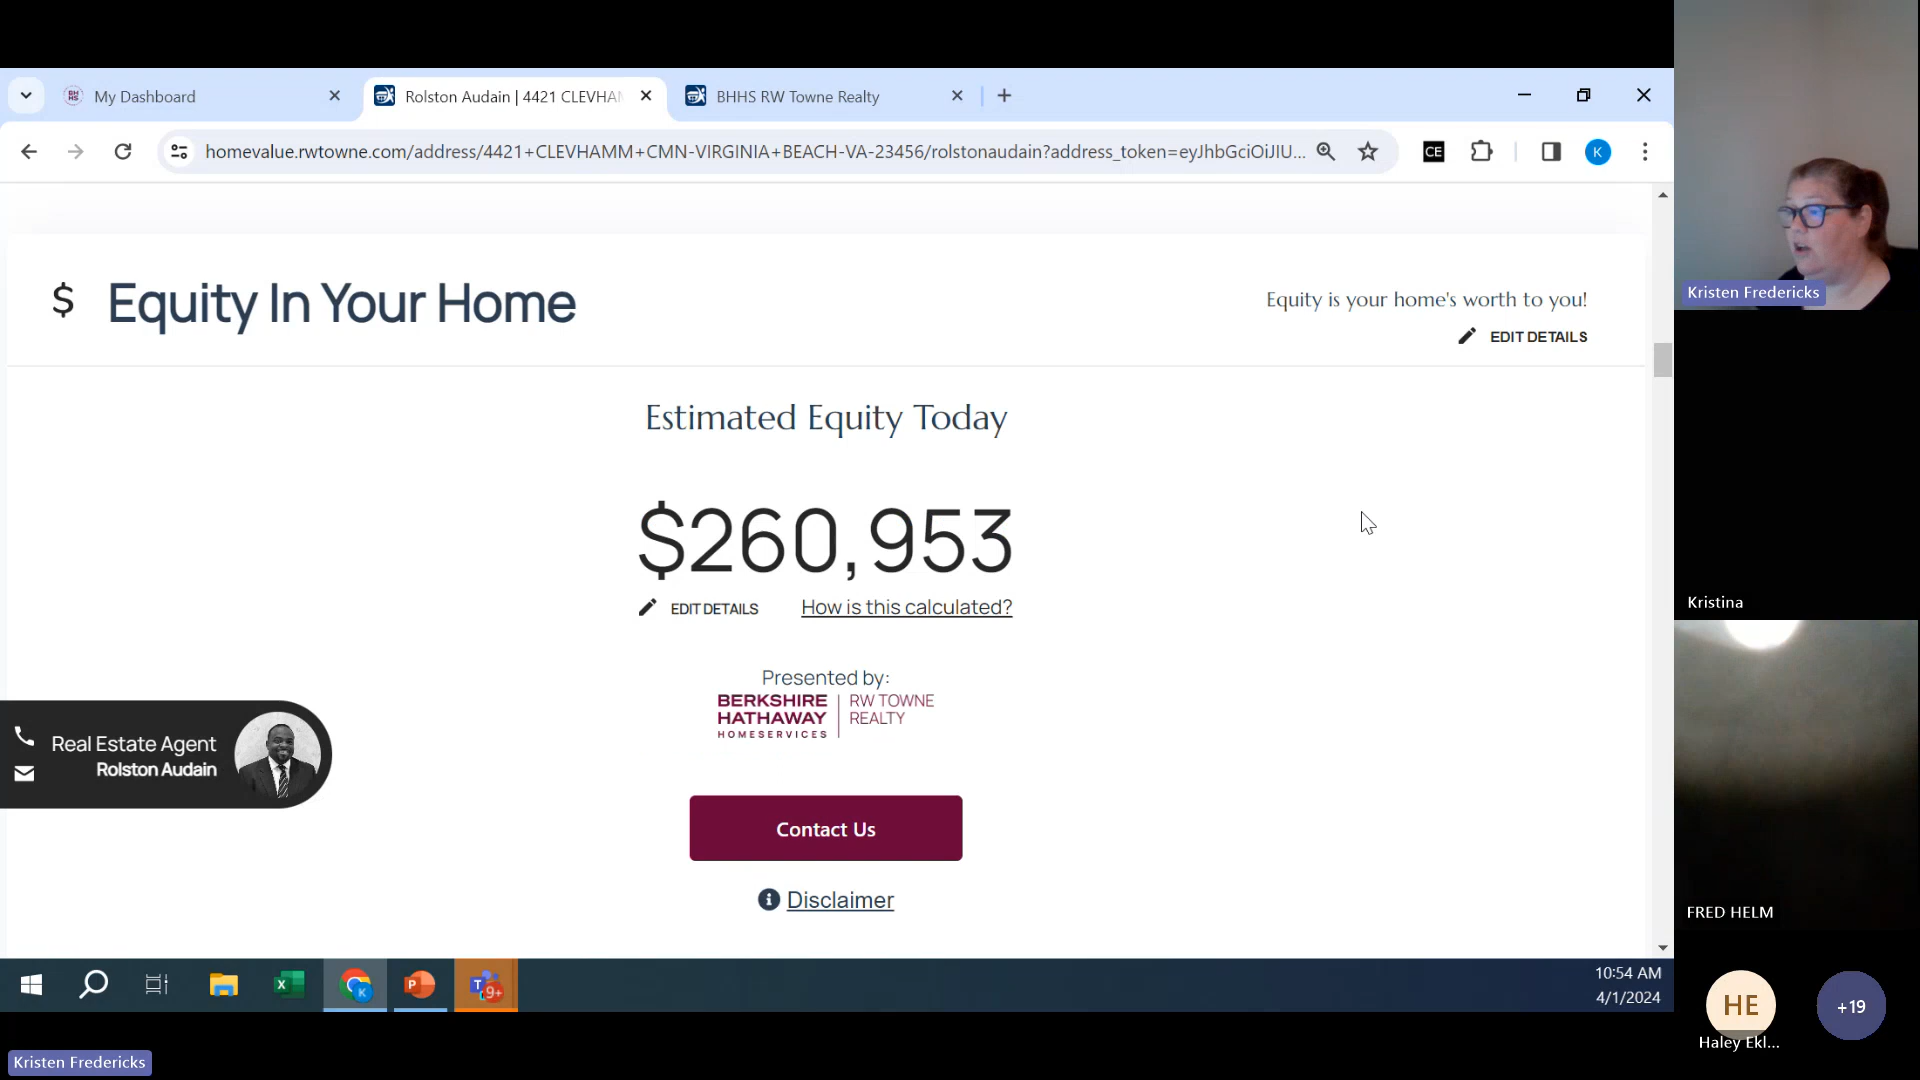 My Dashboard
Rolston Audain | 4421 CLEVHA
BHHS RW Towne Realty
homevalue.rwtowne.com/address/4421+CLEVHAMM+CMN-VIRGINIA+BEACH-VA-23456/rolstonaudain?address_token=eyJhbGciOiJIU...
CE
K
$ Equity In Your Home
Equity is your home's worth to you!
EDIT DETAILS
Estimated Equity Today
$260,953
EDIT DETAILS
How is this calculated?
Presented by:
BERKSHIRE HATHAWAY HOMESERVICES
RW TOWNE REALTY
Real Estate Agent
Rolston Audain
Contact Us
Disclaimer
10:54 AM
4/1/2024
9+
Kristen Fredericks
Kristen Fredericks
Kristina
FRED HELM
HE
Haley Ekl...
+19